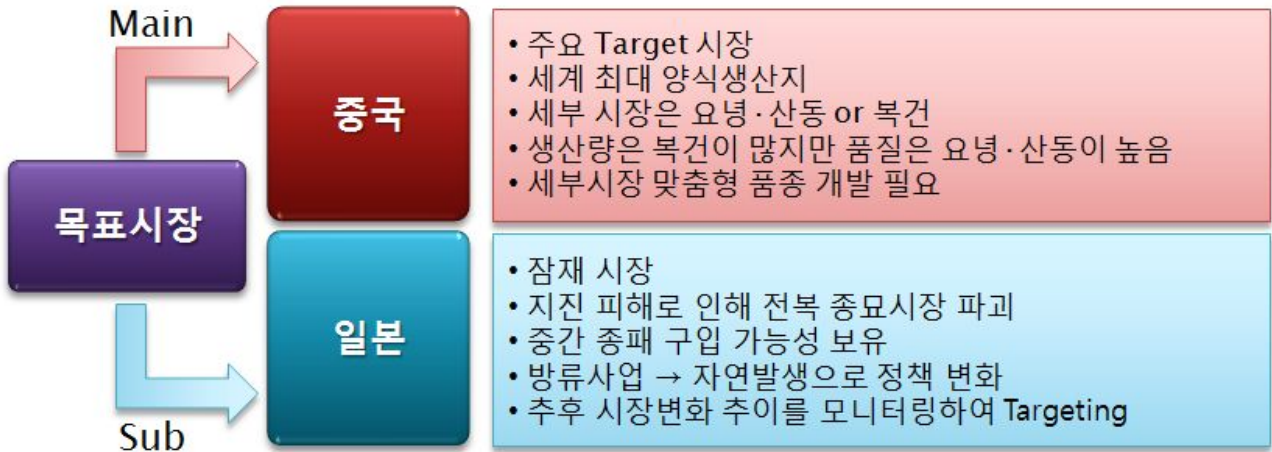 Main
중국
• 주요 Target 시장
• 세계 최대 양식생산지
• 세부 시장은 요녕·산동 or 복건
• 생산량은 복건이 많지만 품질은 요녕·산동이 높음
• 세부시장 맞춤형 품종 개발 필요
목표시장
일본
• 잠재 시장
• 지진 피해로 인해 전복 종묘시장 파괴
• 중간 종패 구입 가능성 보유
• 방류사업 → 자연발생으로 정책 변화
• 추후 시장변화 추이를 모니터링하여 Targeting
Sub